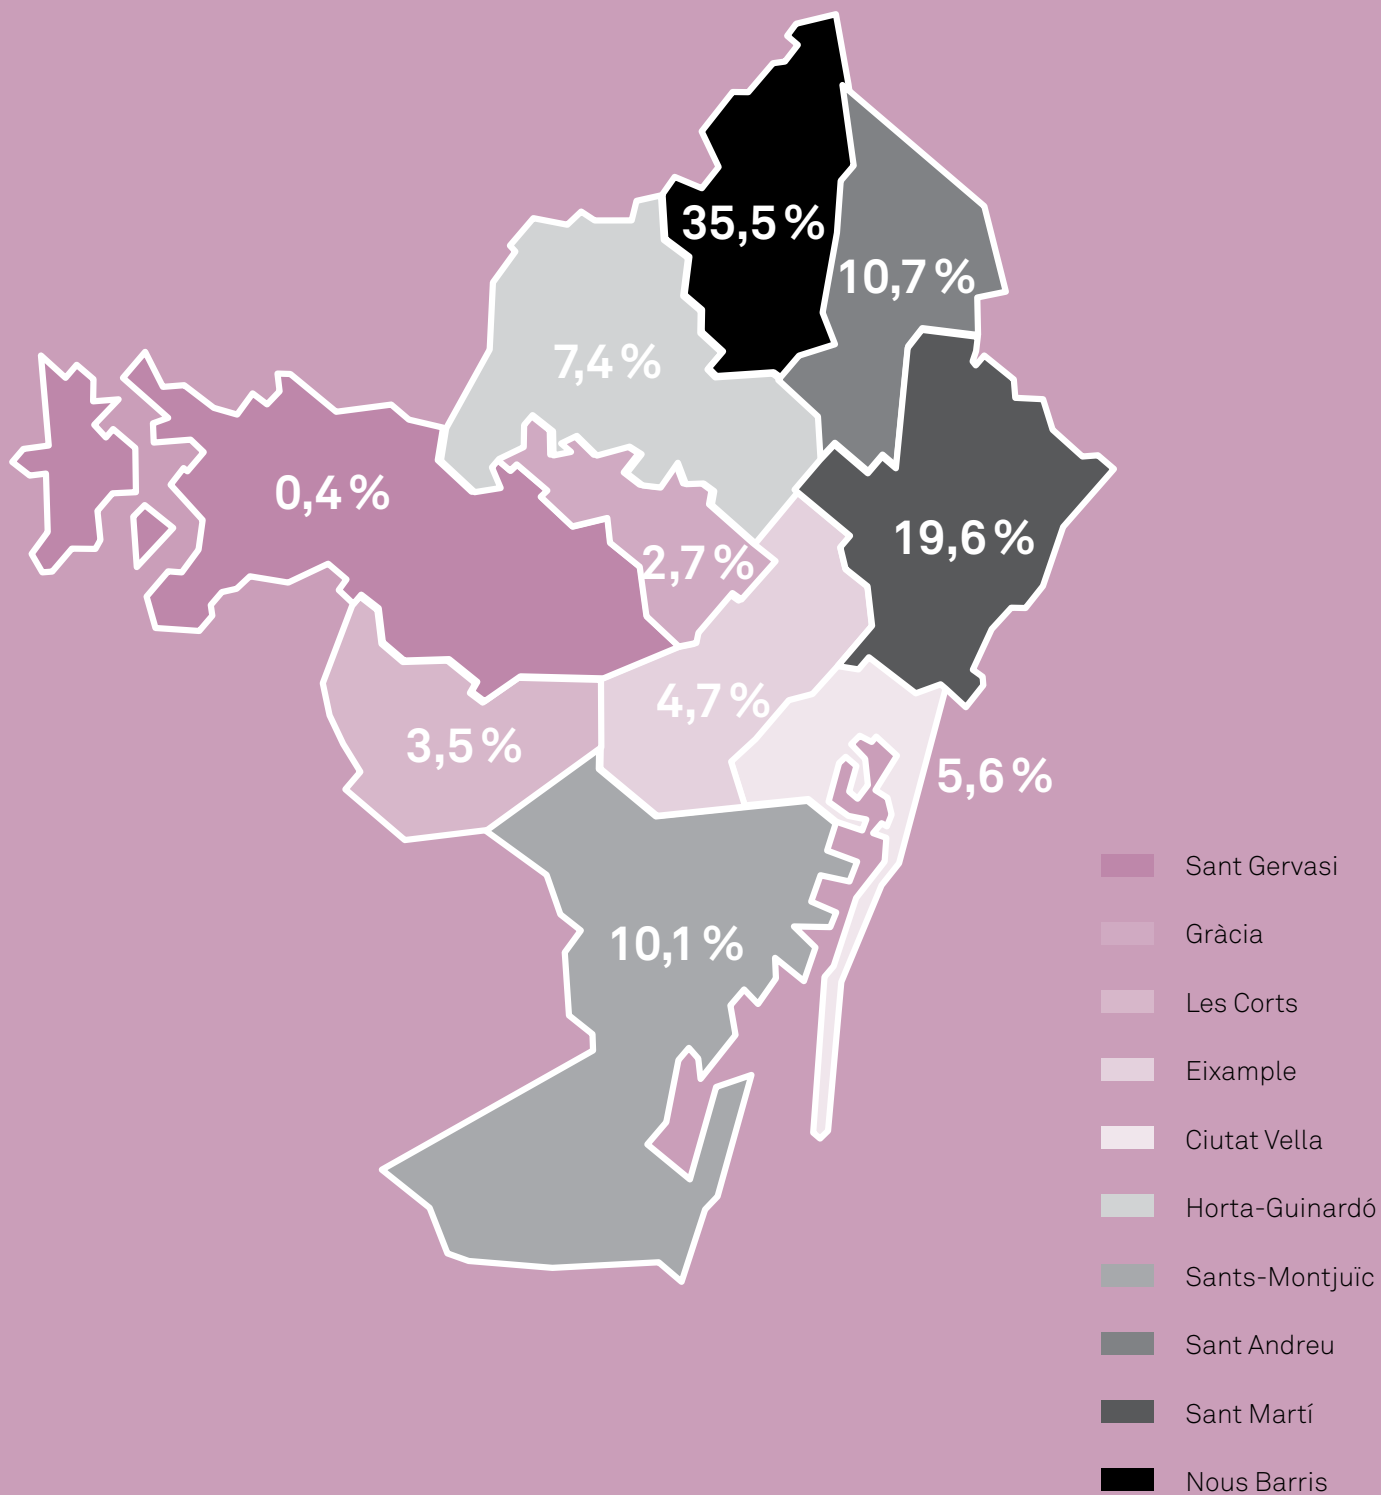 35,5 %
10,7 %
7,4 %
0,4 %
19,6 %
2,7 %
4,7 %
3,5 %
5,6 %
10,1 %
Sant Gervasi
Gràcia
Les Corts
Eixample
Ciutat Vella
Horta-Guinardó
Sants-Montjuïc
Sant Andreu
Sant Martí
Nous Barris